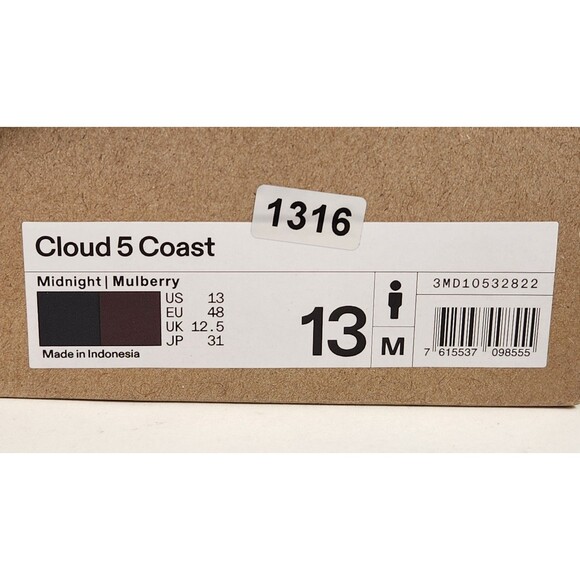 1316
Cloud 5 Coast
Midnight | Mulberry
US 13
EU 48
UK 12.5
JP 31
Made in Indonesia
13
M
3MD10532822
7 615537 098555